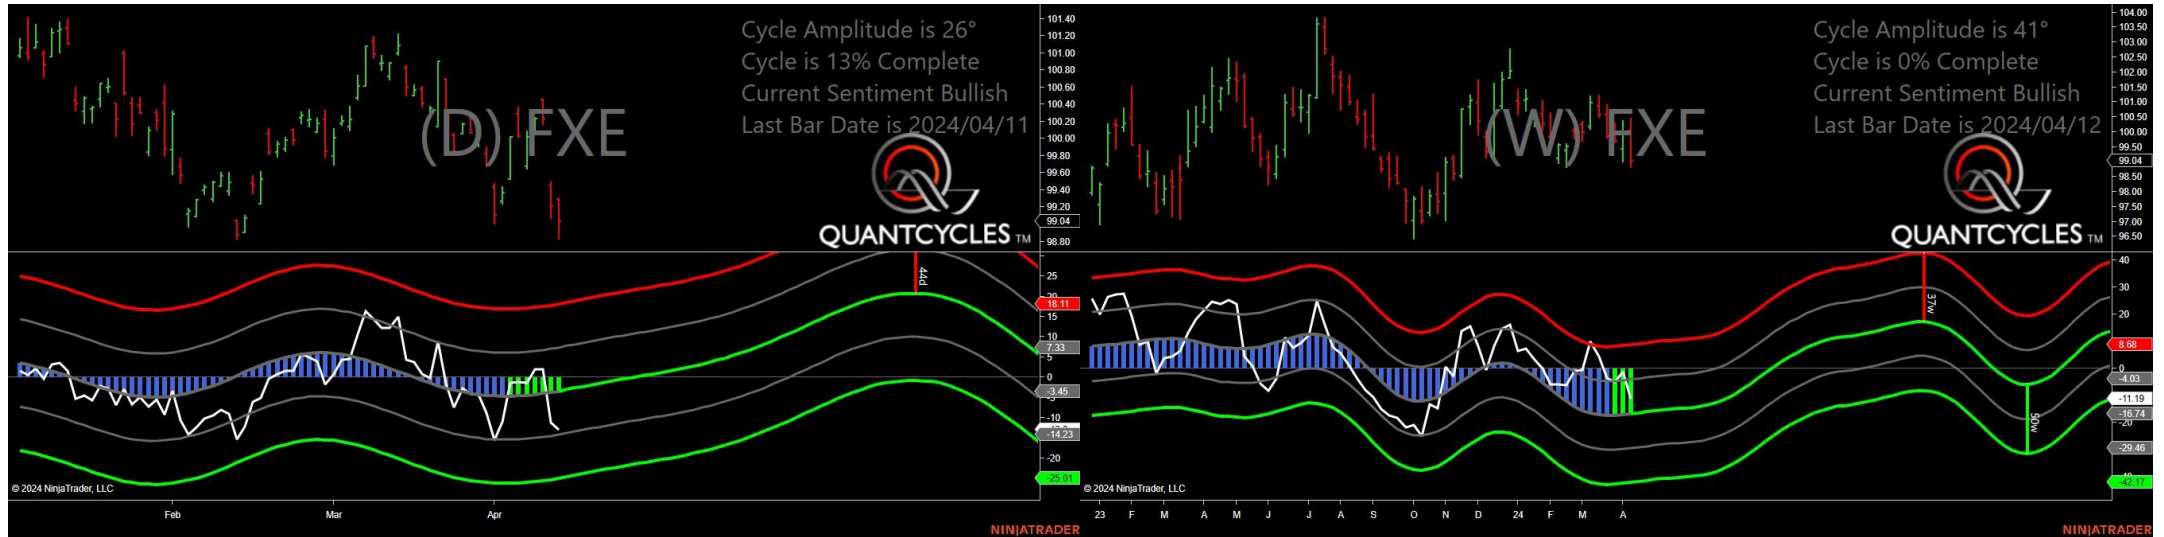 Cycle Amplitude is 26°
Cycle is 13% Complete
Current Sentiment Bullish
Last Bar Date is 2024/04/11
(D) FXE
QUANTCYCLES TM
101.40
101.20
101.00
100.80
100.60
100.40
100.20
100.00
99.80
99.60
99.40
99.20
99.04
98.80
44d
25
18.11
15
10
7.33
5
0
-3.45
-10
-14.23
-20
-25.01
© 2024 NinjaTrader, LLC
Feb
Mar
Apr
NINJATRADER
Cycle Amplitude is 41°
Cycle is 0% Complete
Current Sentiment Bullish
Last Bar Date is 2024/04/12
(W) FXE
QUANTCYCLES TM
104.00
103.50
103.00
102.50
102.00
101.50
101.00
100.50
100.00
99.50
99.04
98.50
98.00
97.50
97.00
96.50
37w
50w
40
30
20
8.68
0
-4.03
-11.19
-16.74
-20
-29.46
-42.17
© 2024 NinjaTrader, LLC
23 F M A M J J A S O N D 24 F M A
NINJATRADER